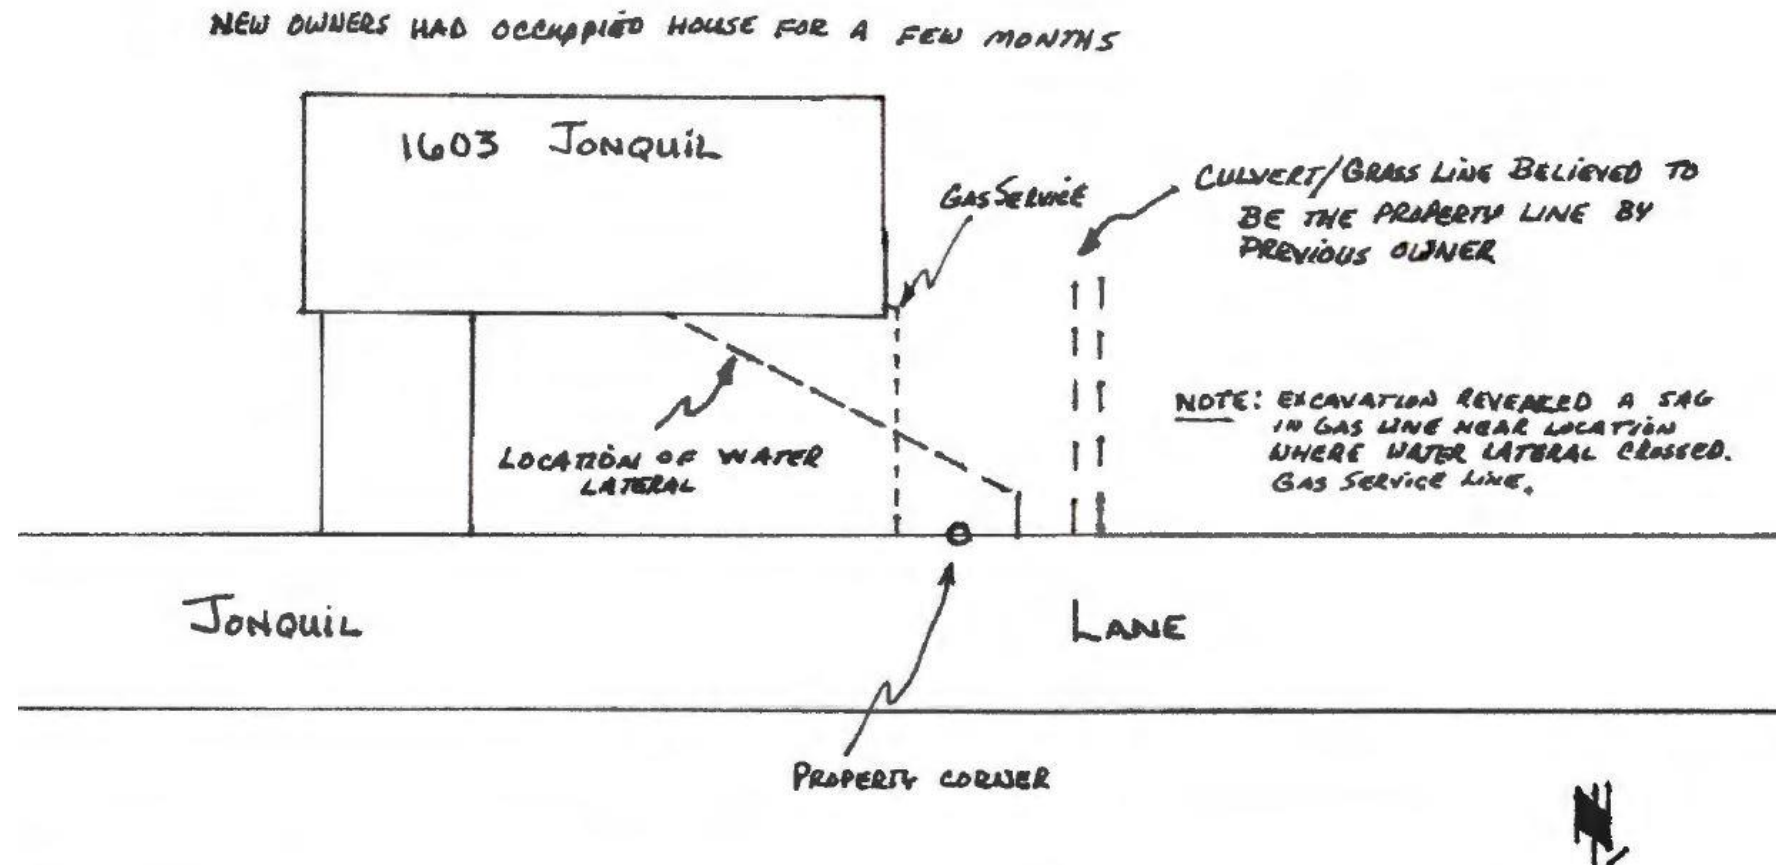 NEW OWNERS HAD OCCUPPIED HOUSE FOR A FEW MONTHS
1603 JONQUIL
GAS SERVICE
CULVERT/GRASS LINE BELIEVED TO
BE THE PROPERTY LINE BY
PREVIOUS OWNER
NOTE: EXCAVATION REVEALED A SAG
IN GAS LINE NEAR LOCATION
WHERE WATER LATERAL CROSSED.
GAS SERVICE LINE.
LOCATION OF WATER
LATERAL
JONQUIL LANE
PROPERTY CORNER
N